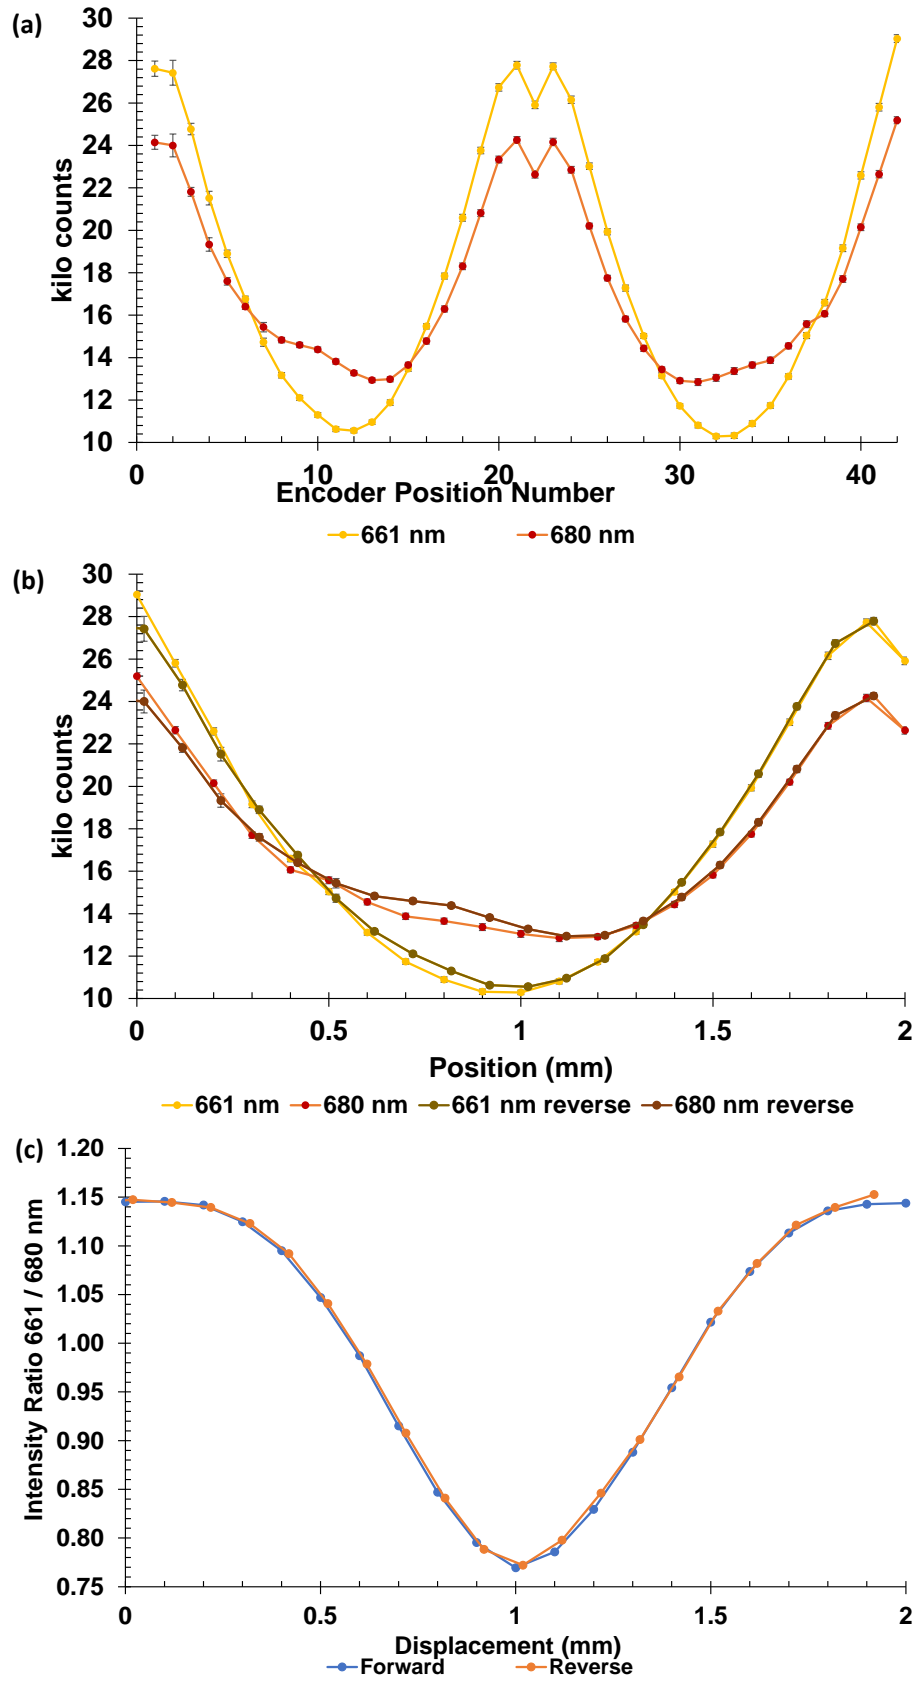 (a)
kilo counts
30
28
26
24
22
20
18
16
14
12
10
0 10 20 30 40
Encoder Position Number
661 nm 680 nm
(b)
kilo counts
30
28
26
24
22
20
18
16
14
12
10
0 0.5 1 1.5 2
Position (mm)
661 nm 680 nm 661 nm reverse 680 nm reverse
(c)
Intensity Ratio 661 / 680 nm
1.20
1.15
1.10
1.05
1.00
0.95
0.90
0.85
0.80
0.75
0 0.5 1 1.5 2
Displacement (mm)
Forward Reverse